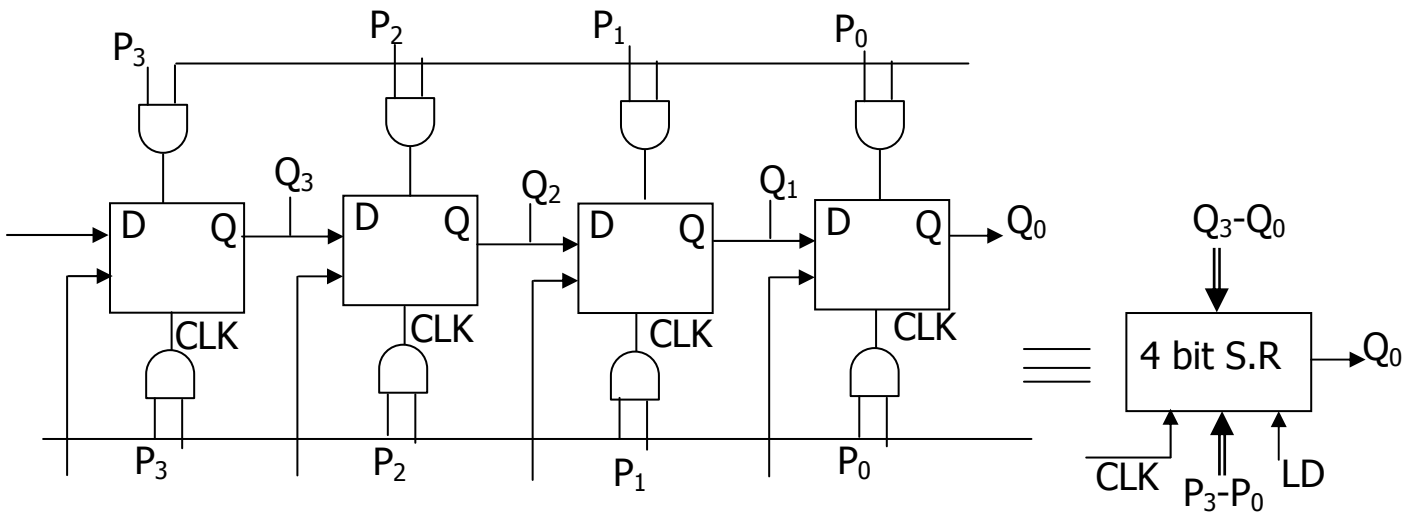 P₃ P₂ P₁ P₀
Q₃ Q₂ Q₁
D Q D Q D Q D Q Q₀
CLK CLK CLK CLK
P₃ P₂ P₁ P₀
Q₃-Q₀
4 bit S.R Q₀
CLK P₃-P₀ LD